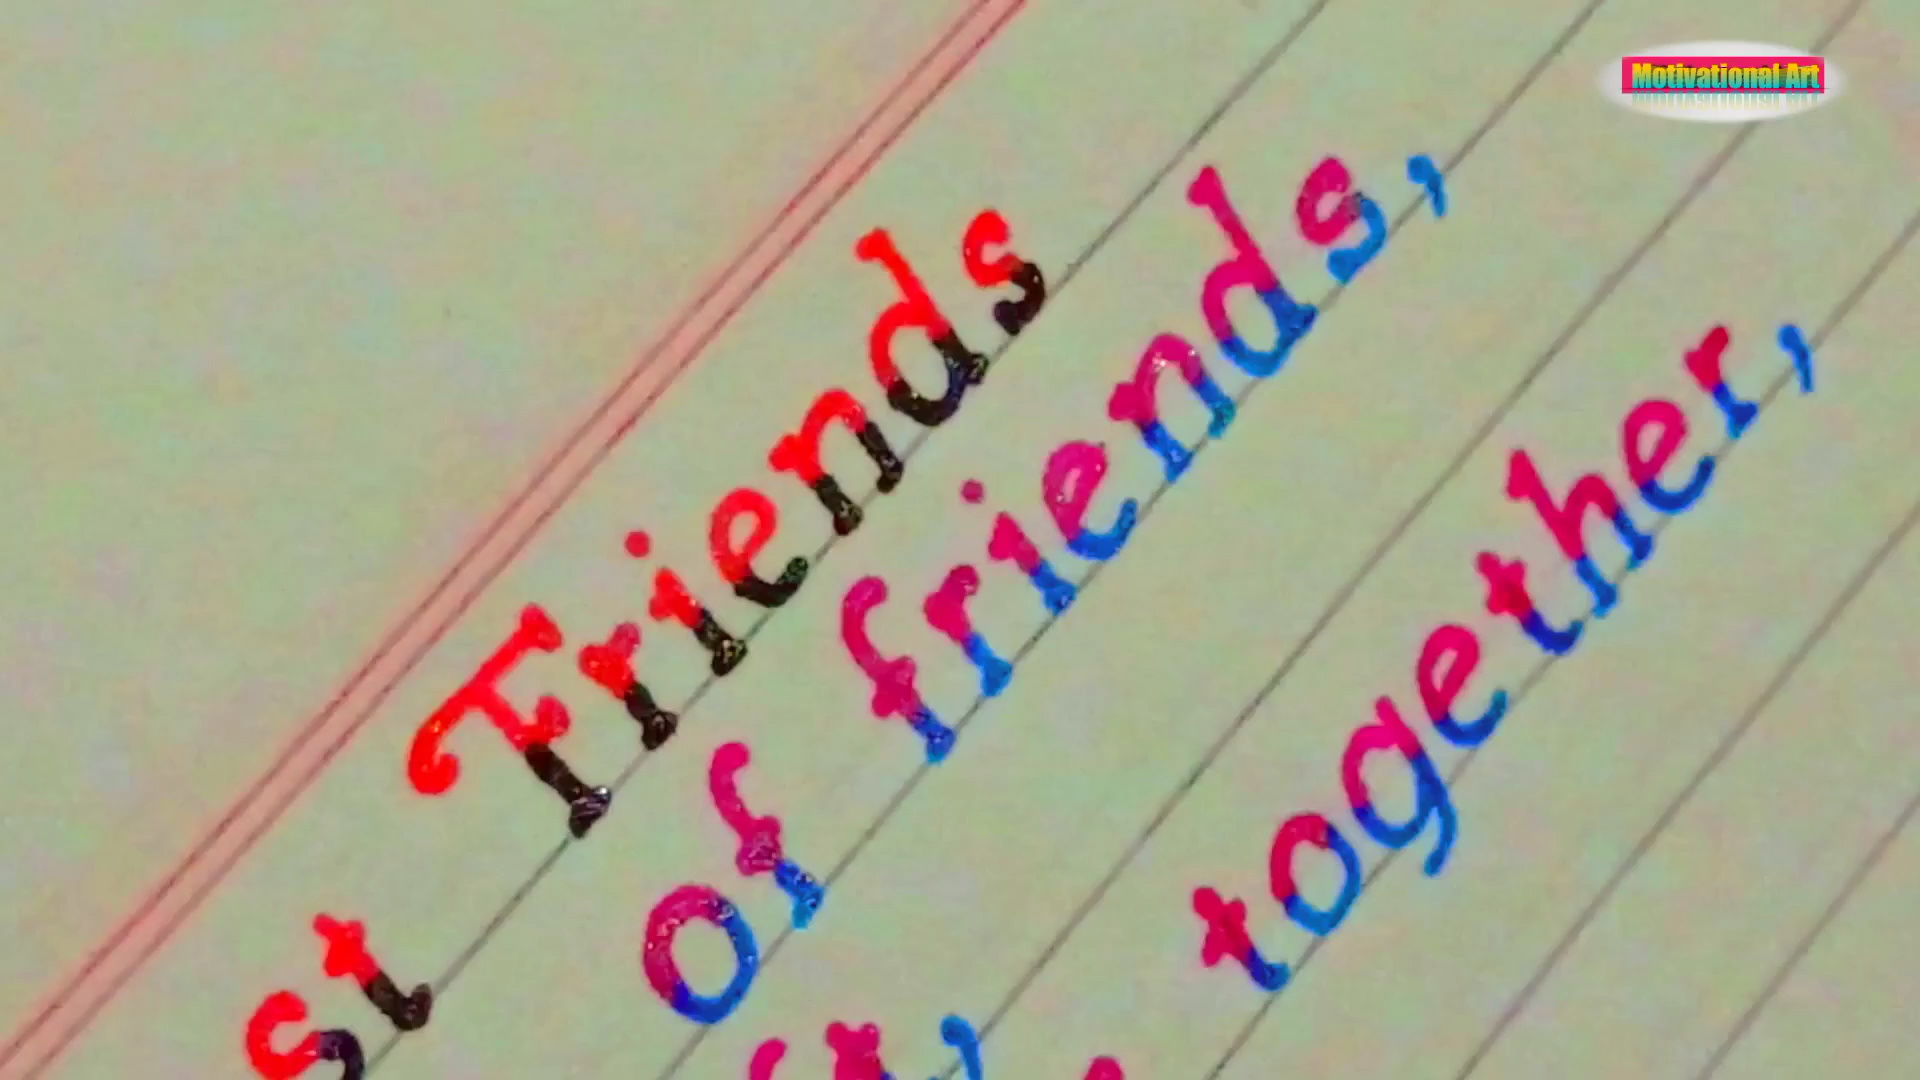 Motivational Art
st Friends
of friends,
together,